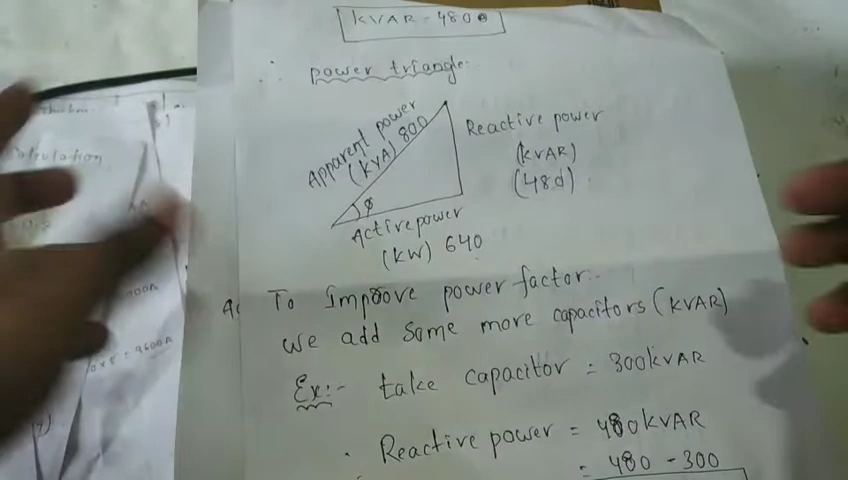 KVAR = 480
power triangle:
Apparent power
(KVA) 800
Reactive power
(KVAR)
(480)
ø
Active power
(KW) 640
To Improve power factor:-
we add some more capacitors (KVAR)
Ex:- take capacitor = 300KVAR
Reactive power = 480KVAR
= 480 - 300
Calculation